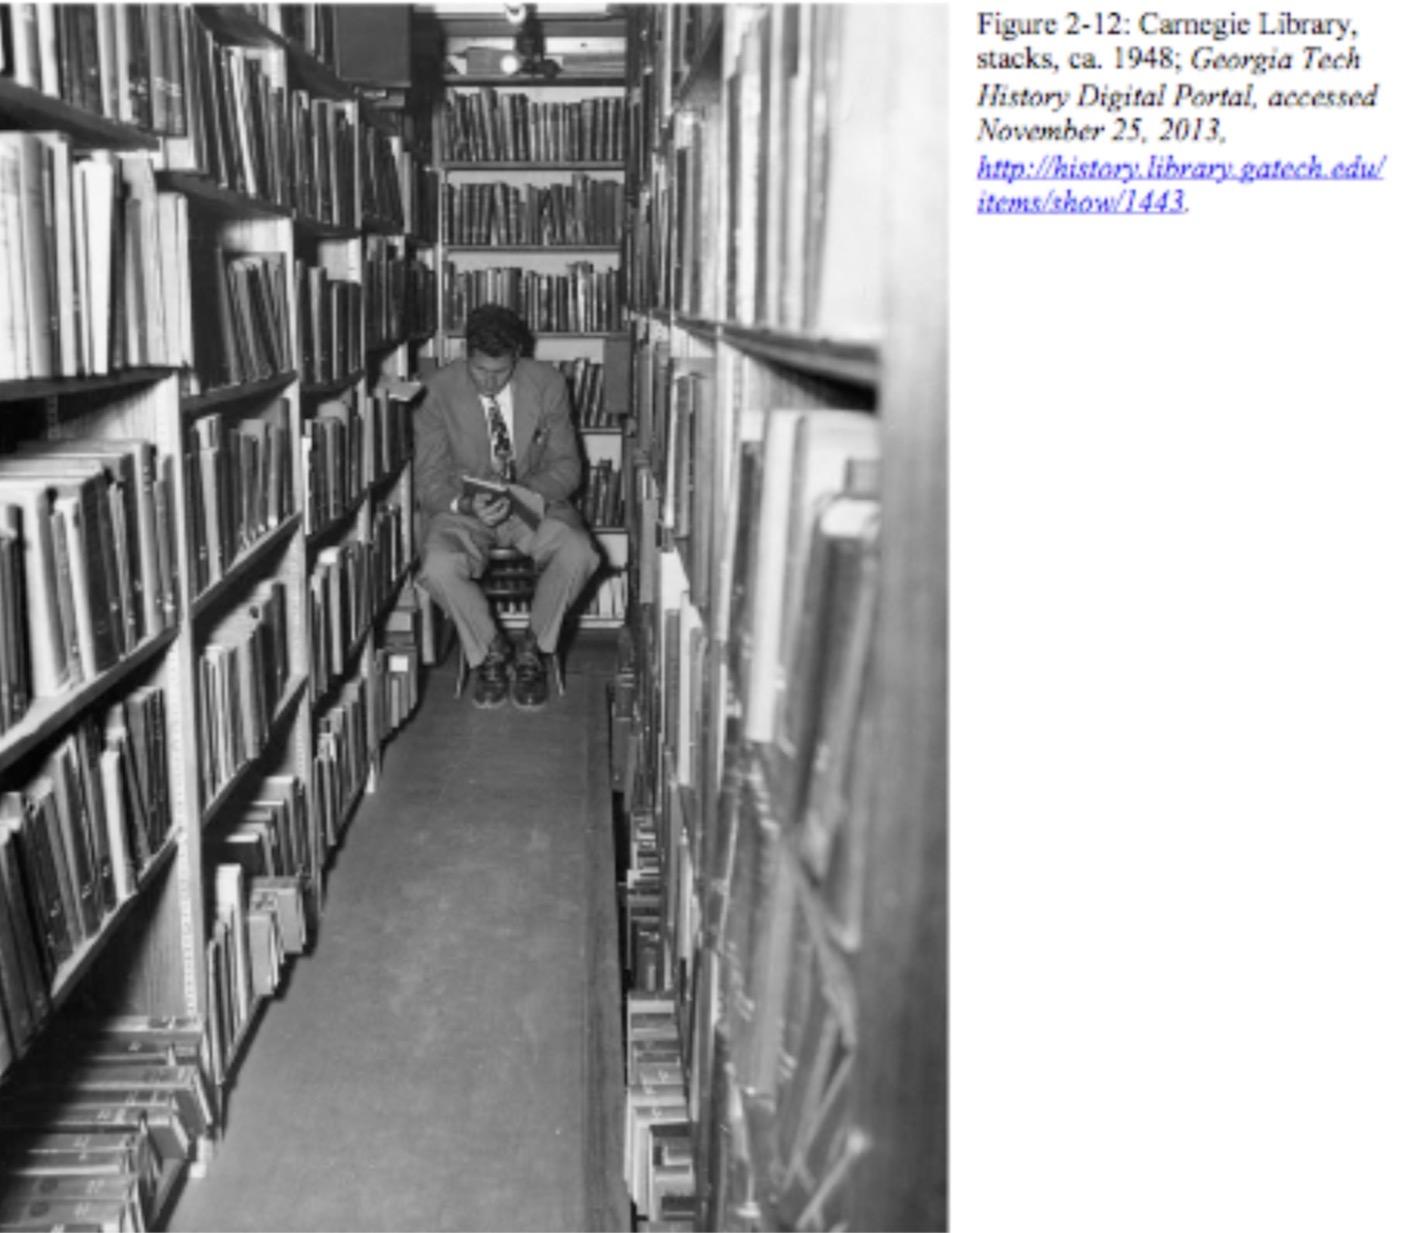 Figure 2-12: Carnegie Library,
stacks, ca. 1948; Georgia Tech
History Digital Portal, accessed
November 25, 2013,
http://history.library.gatech.edu/
items/show/1443.